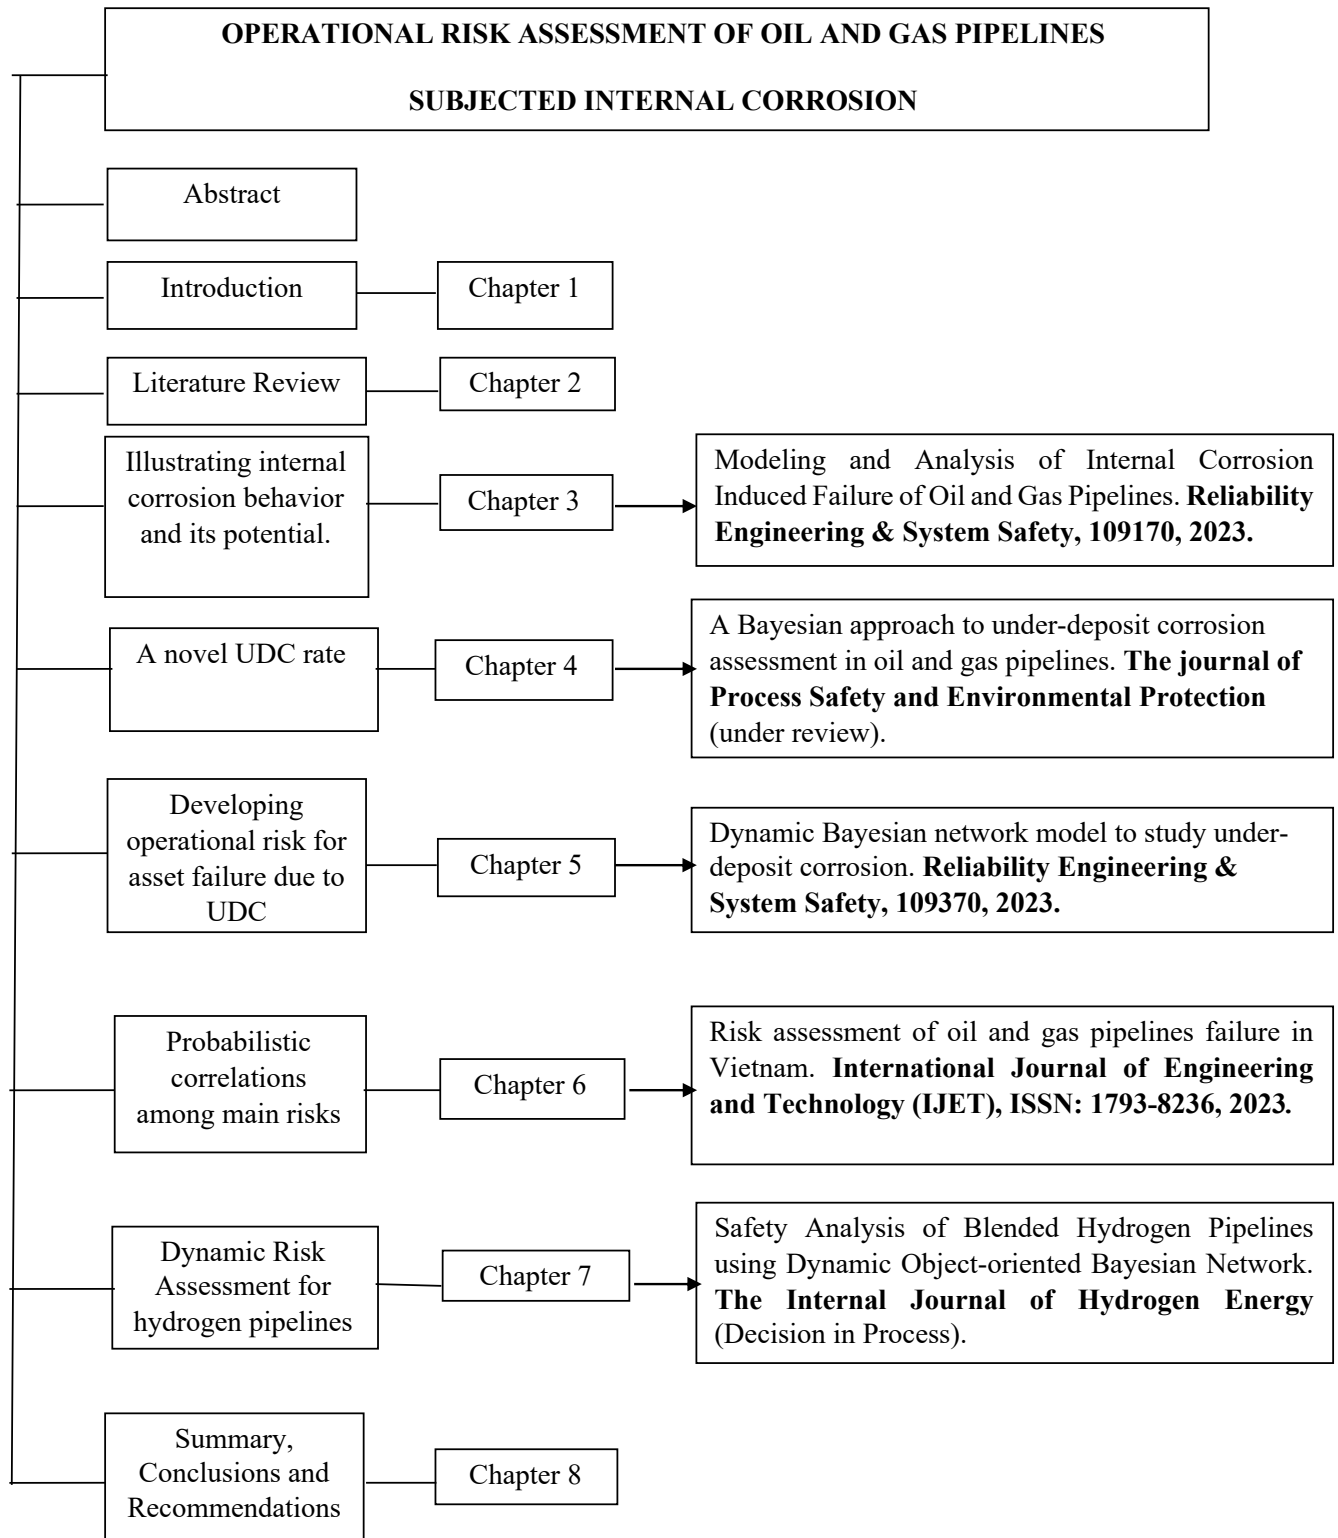 OPERATIONAL RISK ASSESSMENT OF OIL AND GAS PIPELINES
SUBJECTED INTERNAL CORROSION
Abstract
Introduction
Chapter 1
Literature Review
Chapter 2
Illustrating internal
corrosion behavior
and its potential.
Chapter 3
Modeling and Analysis of Internal Corrosion
Induced Failure of Oil and Gas Pipelines. Reliability
Engineering & System Safety, 109170, 2023.
A novel UDC rate
Chapter 4
A Bayesian approach to under-deposit corrosion
assessment in oil and gas pipelines. The journal of
Process Safety and Environmental Protection
(under review).
Developing
operational risk for
asset failure due to
UDC
Chapter 5
Dynamic Bayesian network model to study under-
deposit corrosion. Reliability Engineering &
System Safety, 109370, 2023.
Probabilistic
correlations
among main risks
Chapter 6
Risk assessment of oil and gas pipelines failure in
Vietnam. International Journal of Engineering
and Technology (IJET), ISSN: 1793-8236, 2023.
Dynamic Risk
Assessment for
hydrogen pipelines
Chapter 7
Safety Analysis of Blended Hydrogen Pipelines
using Dynamic Object-oriented Bayesian Network.
The Internal Journal of Hydrogen Energy
(Decision in Process).
Summary,
Conclusions and
Recommendations
Chapter 8